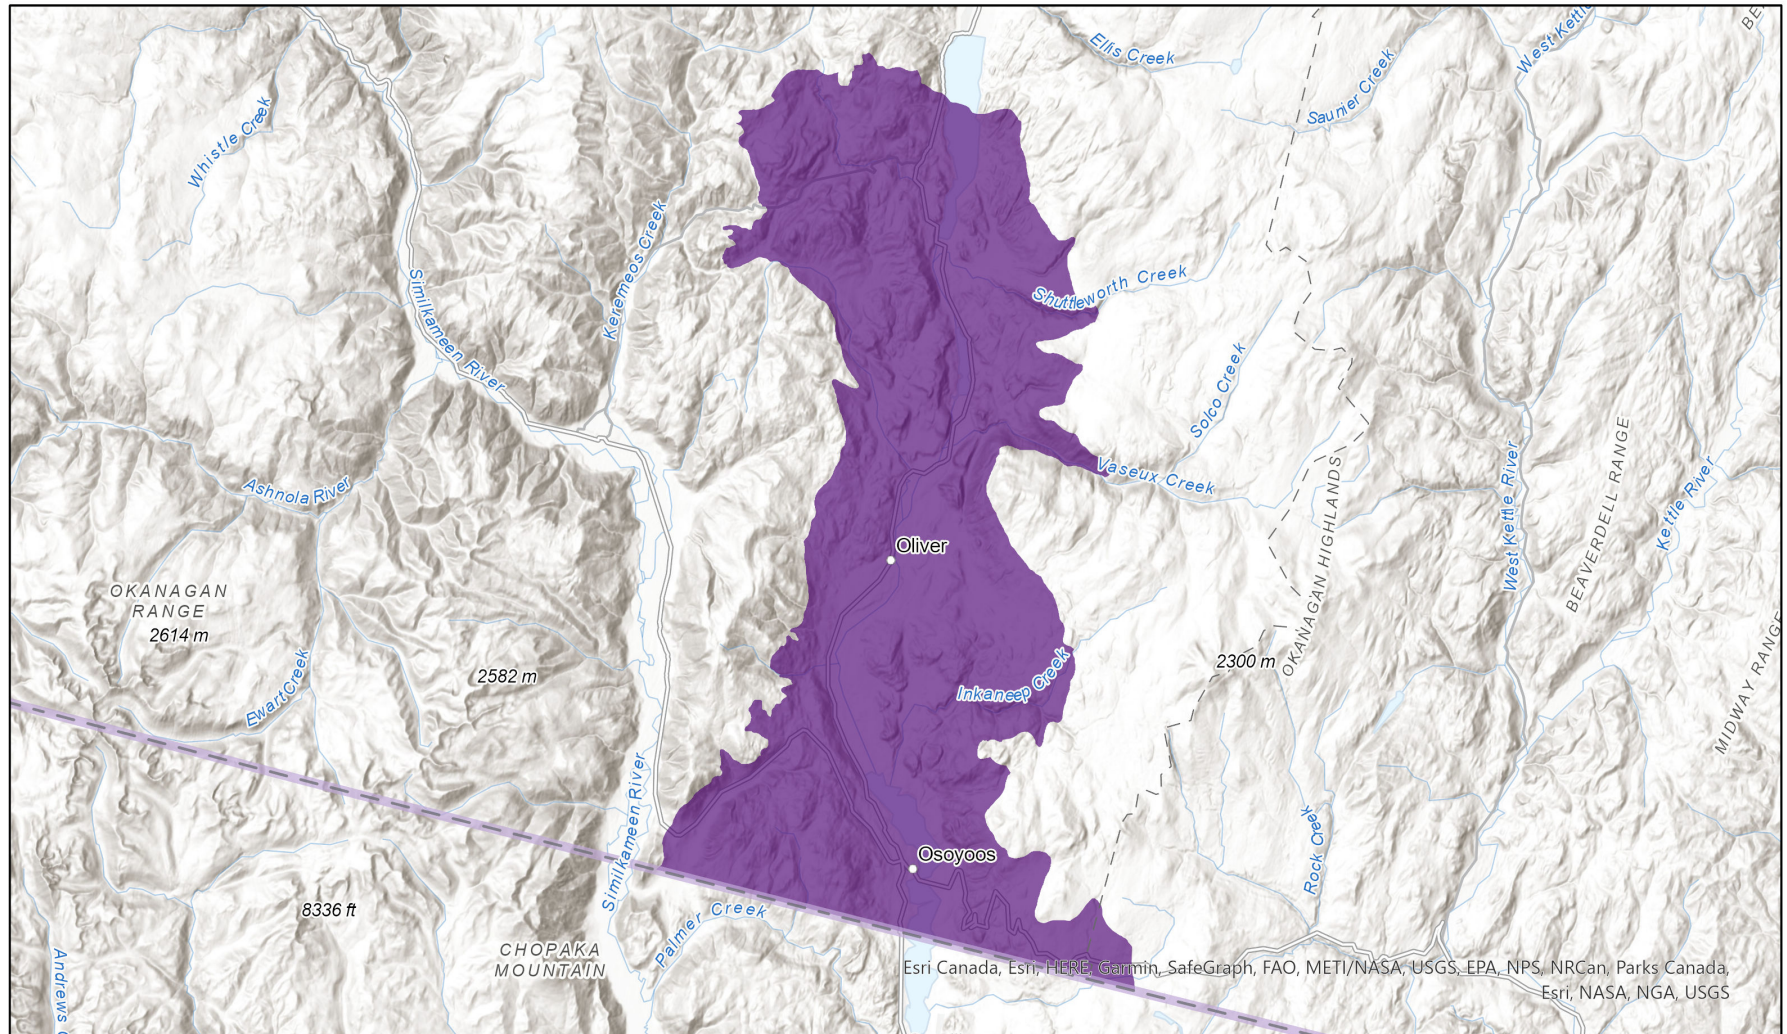 Ellis Creek
West Kettle
BE
Saunier Creek
Whistle Creek
Keremeos Creek
Similkameen River
Shuttleworth Creek
Solco Creek
Vaseux Creek
Ashnola River
West Kettle River
BEAVERDELL RANGE
Kettle River
OKANAGAN HIGHLANDS
Oliver
OKANAGAN
RANGE
2614 m
2582 m
Ewart Creek
Inkaneep Creek
2300 m
MIDWAY RANGE
Similkameen River
Osoyoos
Rock Creek
8336 ft
Palmer Creek
CHOPAKA
MOUNTAIN
Andrews C
Esri Canada, Esri, HERE, Garmin, SafeGraph, FAO, METI/NASA, USGS, EPA, NPS, NRCan, Parks Canada,
Esri, NASA, NGA, USGS